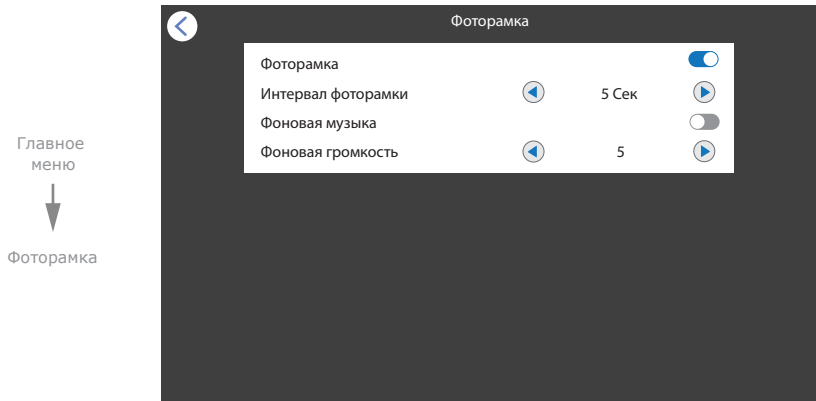 Главное
меню
Фоторамка
Фоторамка
Фоторамка
Интервал фоторамки 5 Сек
Фоновая музыка
Фоновая громкость 5